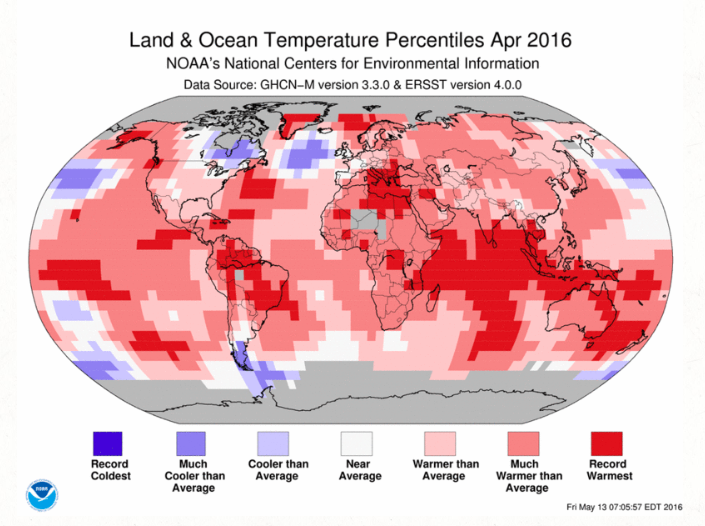 Land & Ocean Temperature Percentiles Apr 2016
NOAA's National Centers for Environmental Information
Data Source: GHCN–M version 3.3.0 & ERSST version 4.0.0
Record
Coldest
Much
Cooler than
Average
Cooler than
Average
Near
Average
Warmer than
Average
Much
Warmer than
Average
Record
Warmest
NOAA
Fri May 13 07:05:57 EDT 2016